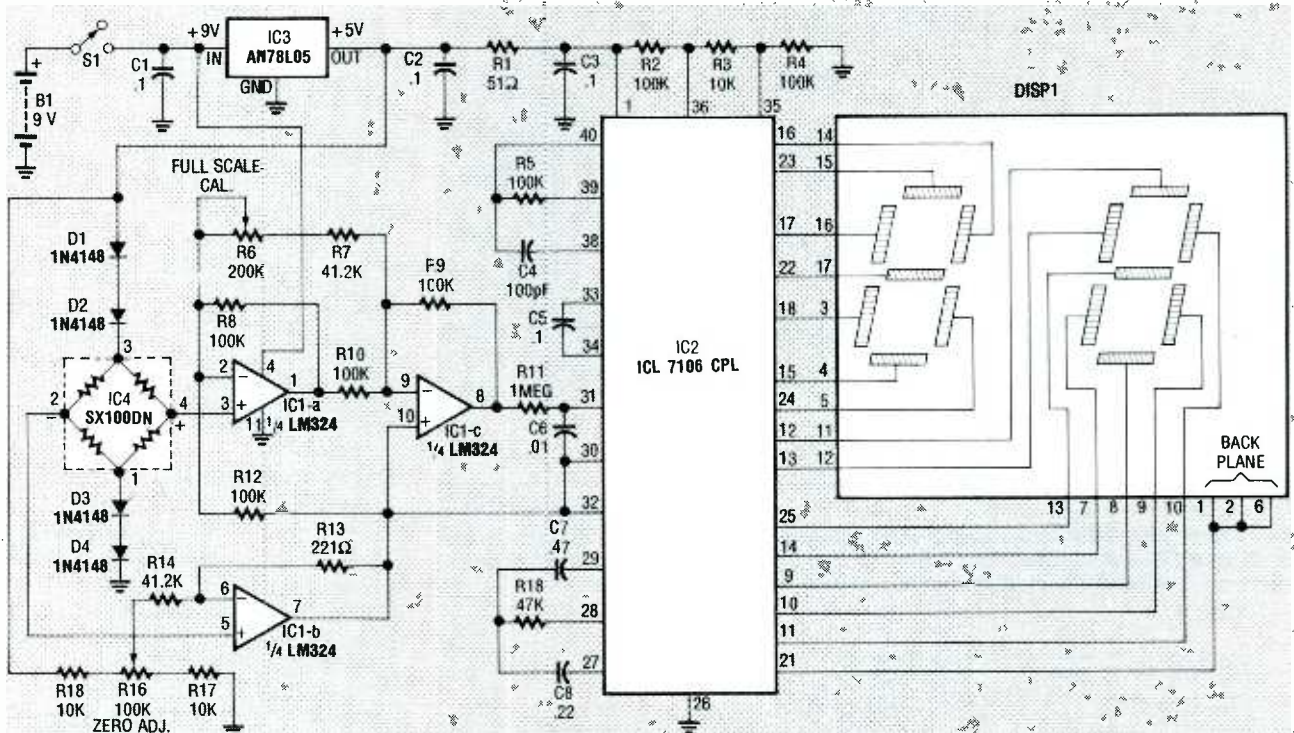 S1
+
B1
9 V
C1
.1
+9V
IN
IC3
AN78L05
GND
+5V
OUT
C2
.1
R1
51Ω
C3
.1
R2
100K
R3
10K
R4
100K
1
36
35
DISP1
FULL SCALE
CAL.
R6
200K
R7
41.2K
R8
100K
F9
100K
R10
100K
D1
1N4148
D2
1N4148
3
2
−
IC4
SX100DN
4
+
1
D3
1N4148
D4
1N4148
2
−
3
+
4
1
11
IC1-a
1/4 LM324
9
−
10
+
8
IC1-c
1/4 LM324
R11
1MEG
C6
.01
R12
100K
R13
221Ω
R14
41.2K
6
−
5
+
7
IC1-b
1/4 LM324
R18
10K
R16
100K
ZERO ADJ.
R17
10K
40
R5
100K
39
38
C4
100pF
33
C5
.1
34
31
30
32
C7
.47
29
R18
47K
28
27
C8
.22
26
IC2
ICL 7106 CPL
16 14
23 15
17 16
22 17
18 3
15 4
24 5
12 11
13 12
25
14
9
10
11
21
BACK
PLANE
13 7 8 9 10 1 2 6